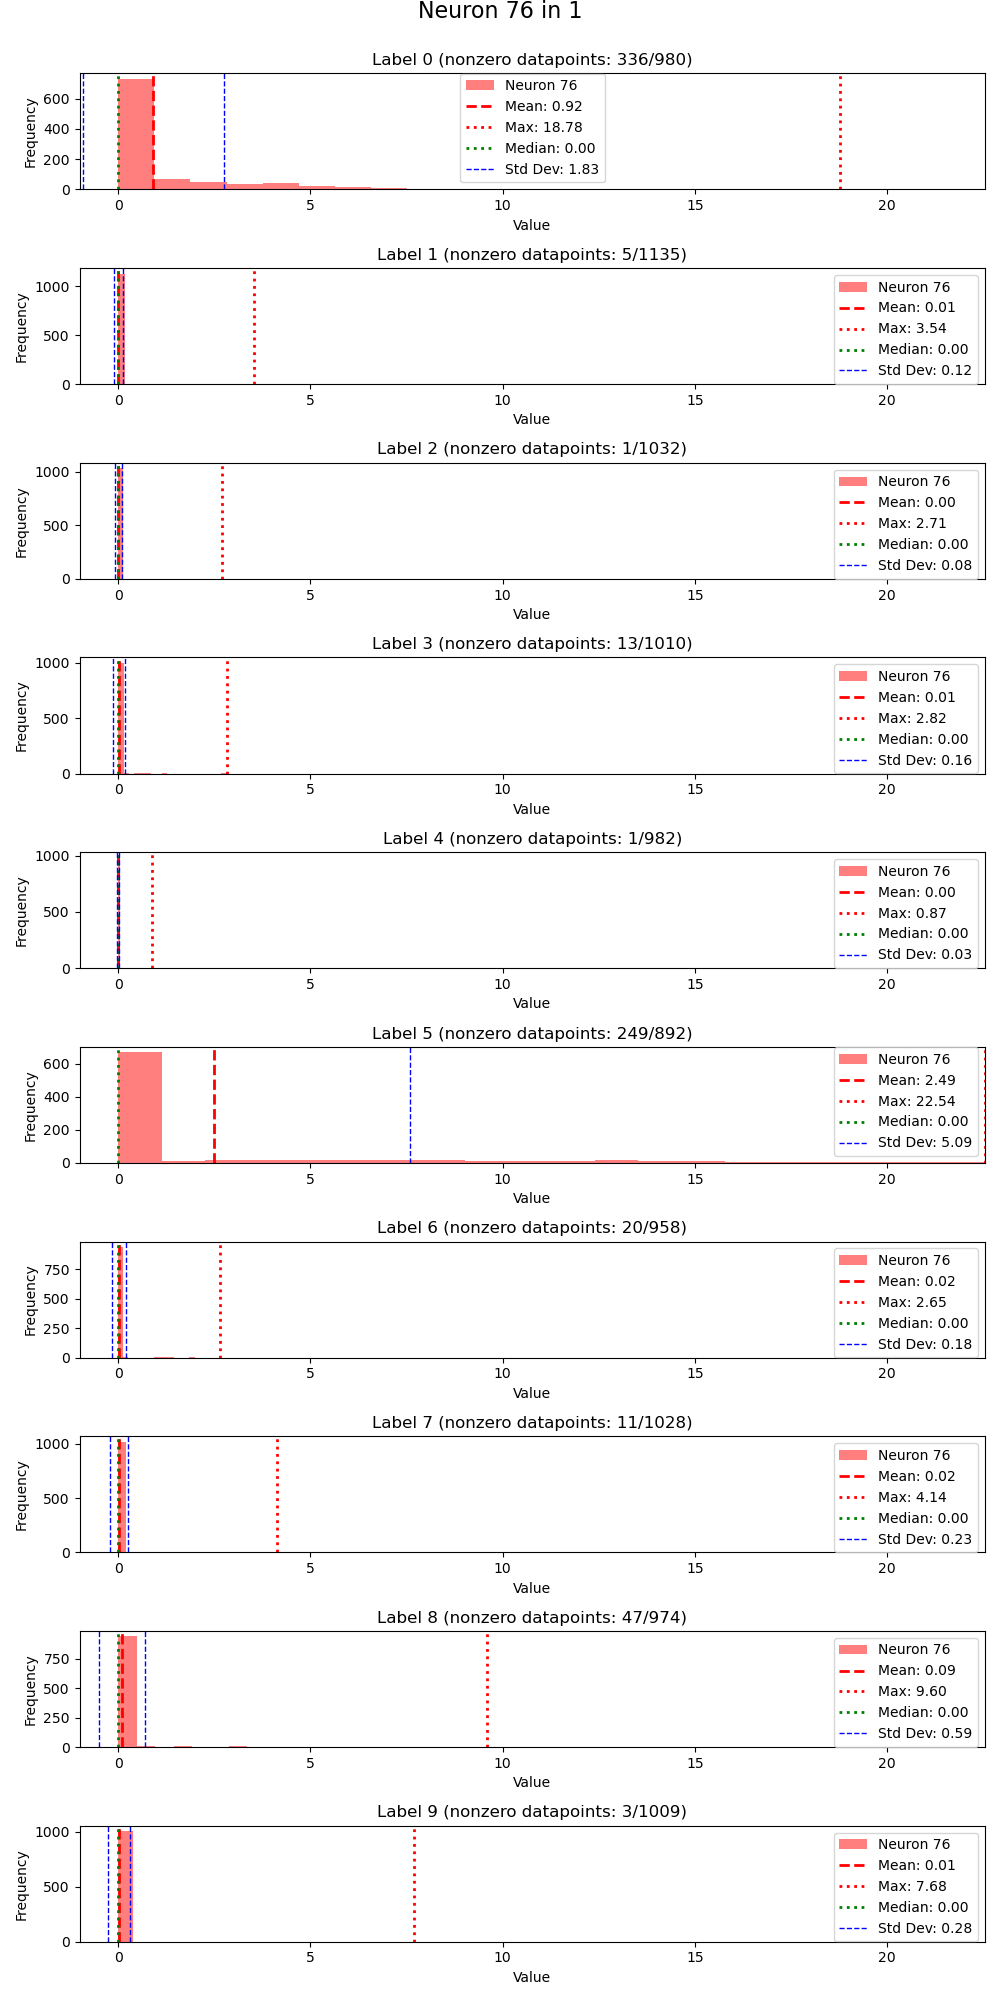 Neuron 76 in 1
Label 0 (nonzero datapoints: 336/980)
Frequency
600
400
200
0
Neuron 76
Mean: 0.92
Max: 18.78
Median: 0.00
Std Dev: 1.83
0 5 10 15 20
Value
Label 1 (nonzero datapoints: 5/1135)
Frequency
1000
500
0
Neuron 76
Mean: 0.01
Max: 3.54
Median: 0.00
Std Dev: 0.12
0 5 10 15 20
Value
Label 2 (nonzero datapoints: 1/1032)
Frequency
1000
500
0
Neuron 76
Mean: 0.00
Max: 2.71
Median: 0.00
Std Dev: 0.08
0 5 10 15 20
Value
Label 3 (nonzero datapoints: 13/1010)
Frequency
1000
500
0
Neuron 76
Mean: 0.01
Max: 2.82
Median: 0.00
Std Dev: 0.16
0 5 10 15 20
Value
Label 4 (nonzero datapoints: 1/982)
Frequency
1000
500
0
Neuron 76
Mean: 0.00
Max: 0.87
Median: 0.00
Std Dev: 0.03
0 5 10 15 20
Value
Label 5 (nonzero datapoints: 249/892)
Frequency
600
400
200
0
Neuron 76
Mean: 2.49
Max: 22.54
Median: 0.00
Std Dev: 5.09
0 5 10 15 20
Value
Label 6 (nonzero datapoints: 20/958)
Frequency
750
500
250
0
Neuron 76
Mean: 0.02
Max: 2.65
Median: 0.00
Std Dev: 0.18
0 5 10 15 20
Value
Label 7 (nonzero datapoints: 11/1028)
Frequency
1000
500
0
Neuron 76
Mean: 0.02
Max: 4.14
Median: 0.00
Std Dev: 0.23
0 5 10 15 20
Value
Label 8 (nonzero datapoints: 47/974)
Frequency
750
500
250
0
Neuron 76
Mean: 0.09
Max: 9.60
Median: 0.00
Std Dev: 0.59
0 5 10 15 20
Value
Label 9 (nonzero datapoints: 3/1009)
Frequency
1000
500
0
Neuron 76
Mean: 0.01
Max: 7.68
Median: 0.00
Std Dev: 0.28
0 5 10 15 20
Value